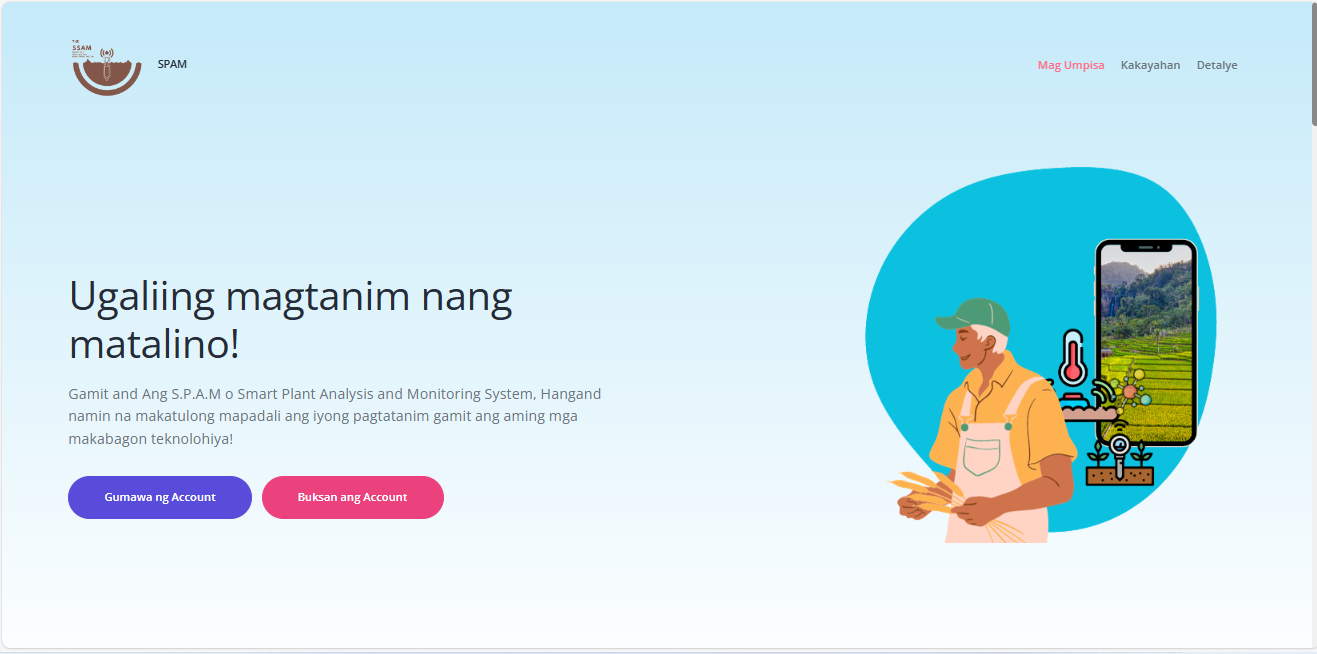 THE
SSAM
SPAM
Mag Umpisa Kakayahan Detalye
Ugaliing magtanim nang
matalino!
Gamit and Ang S.P.A.M o Smart Plant Analysis and Monitoring System, Hangand
namin na makatulong mapadali ang iyong pagtatanim gamit ang aming mga
makabagon teknolohiya!
Gumawa ng Account Buksan ang Account